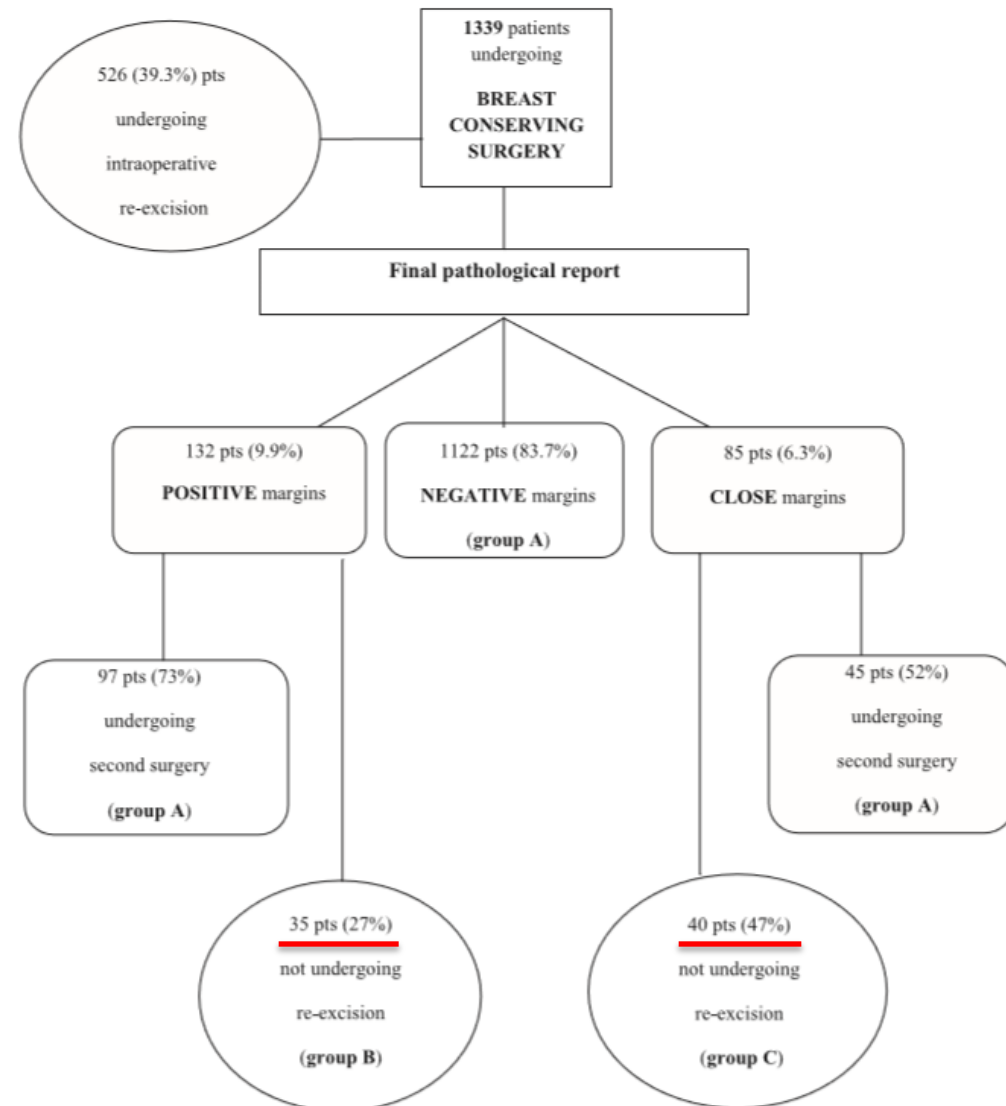 1339 patients
undergoing
BREAST
CONSERVING
SURGERY
526 (39.3%) pts
undergoing
intraoperative
re-excision
Final pathological report
132 pts (9.9%)
POSITIVE margins
1122 pts (83.7%)
NEGATIVE margins
(group A)
85 pts (6.3%)
CLOSE margins
97 pts (73%)
undergoing
second surgery
(group A)
45 pts (52%)
undergoing
second surgery
(group A)
35 pts (27%)
not undergoing
re-excision
(group B)
40 pts (47%)
not undergoing
re-excision
(group C)